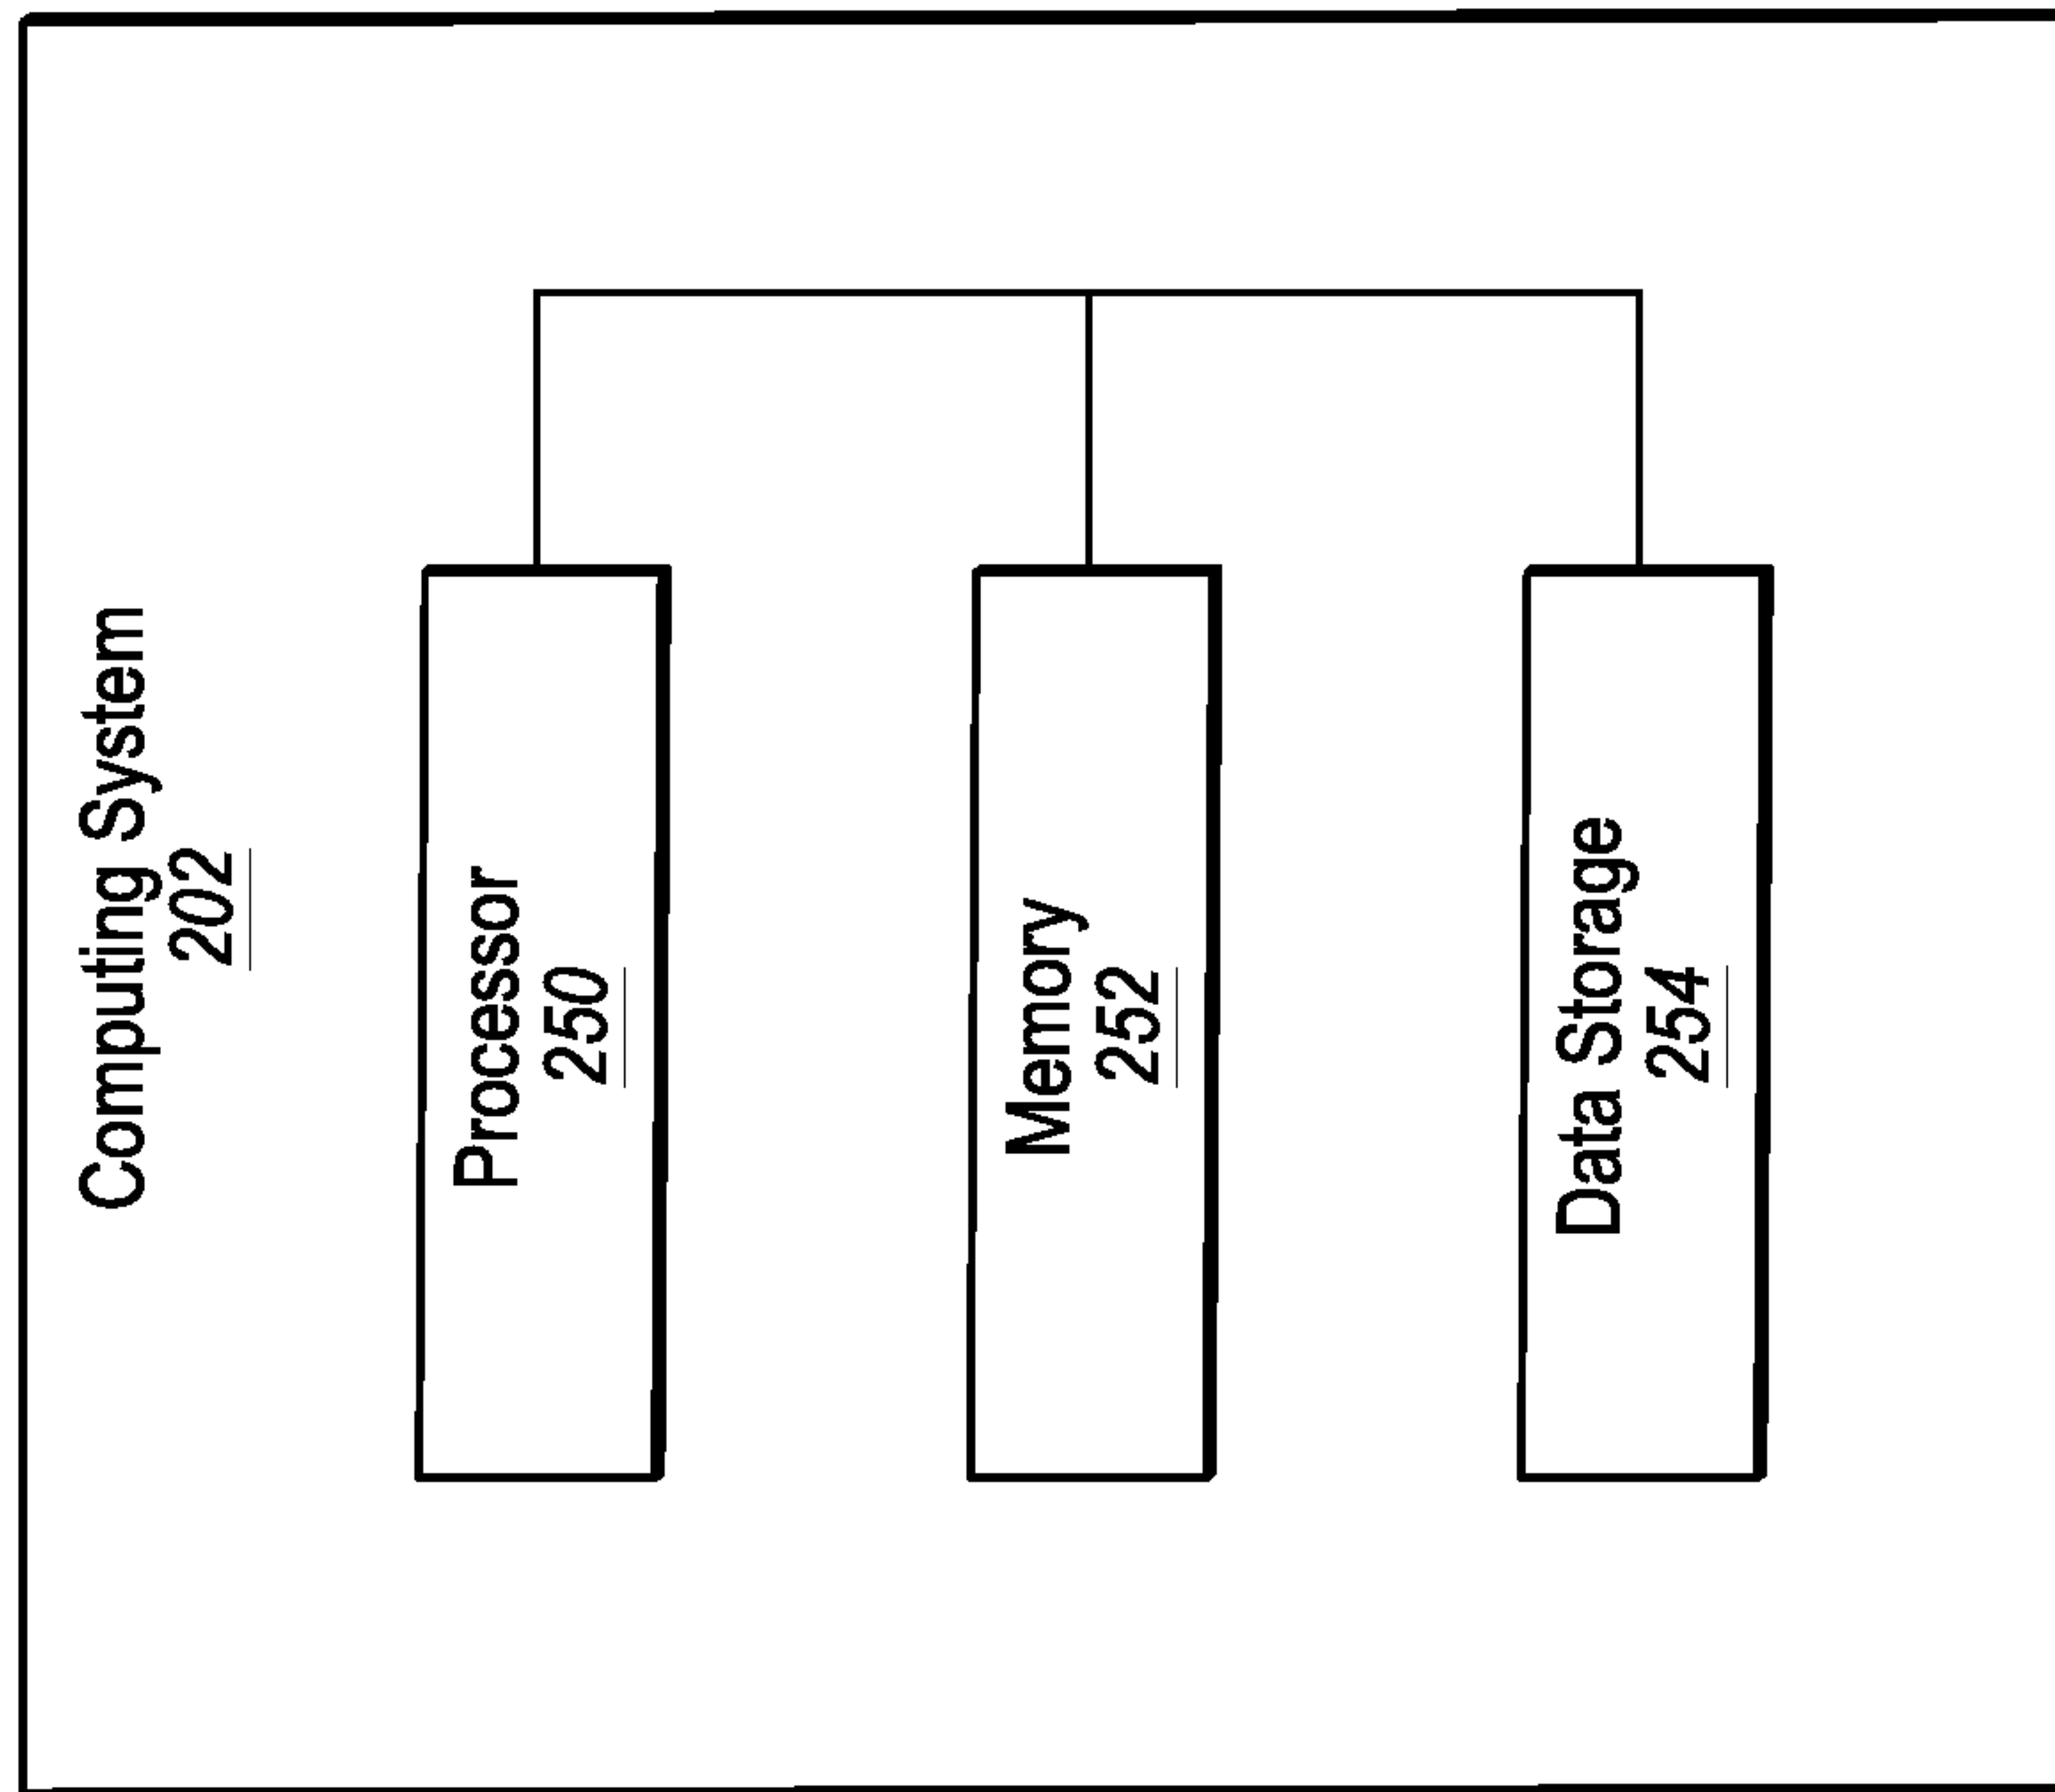 Computing System
202
Processor
250
Memory
252
Data Storage
254